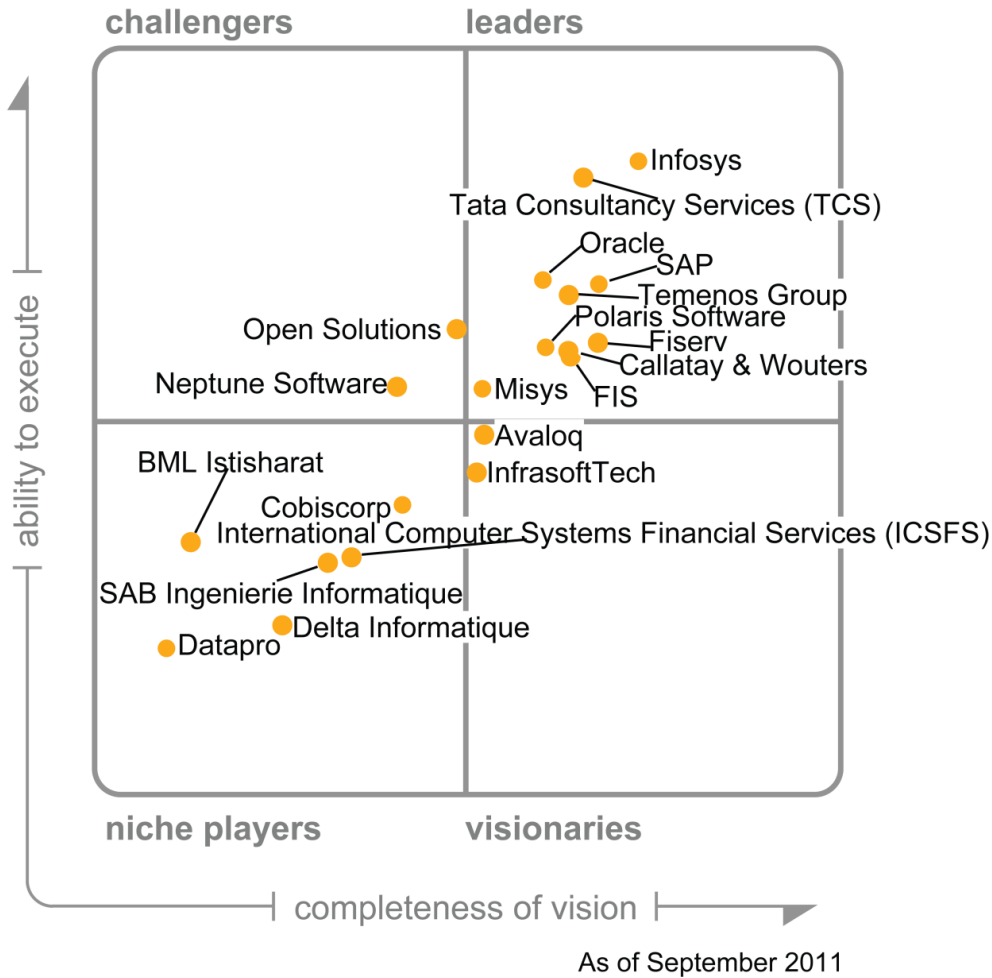 challengers
leaders
Infosys
Tata Consultancy Services (TCS)
Oracle
SAP
Temenos Group
Polaris Software
Open Solutions
Fiserv
Callatay & Wouters
Neptune Software
Misys
FIS
Avaloq
BML Istisharat
InfrasoftTech
Cobiscorp
International Computer Systems Financial Services (ICSFS)
SAB Ingenierie Informatique
Delta Informatique
Datapro
niche players
visionaries
ability to execute
completeness of vision
As of September 2011